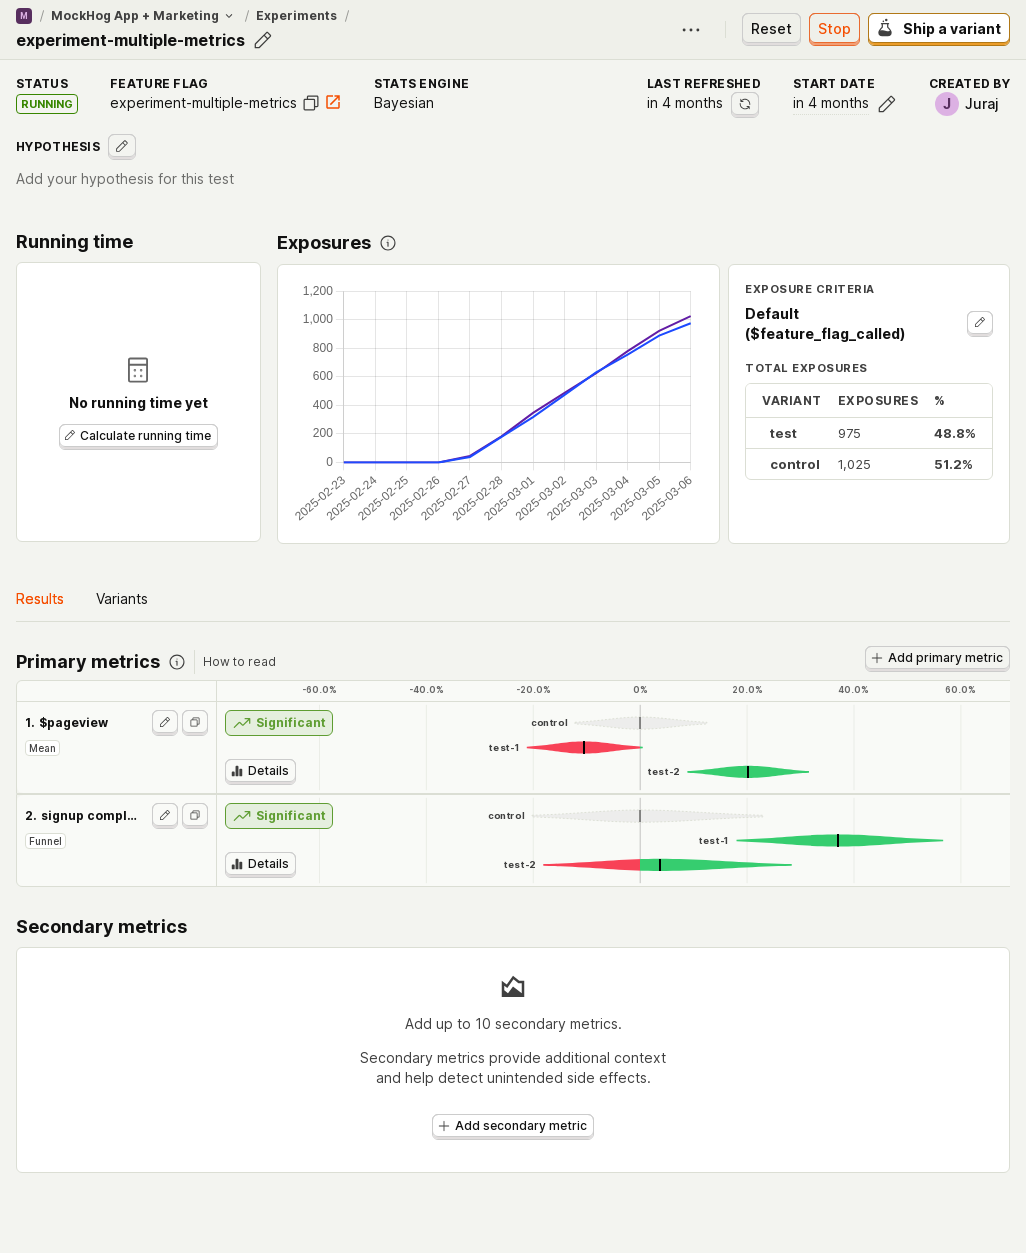 M / MockHog App + Marketing / Experiments /
experiment-multiple-metrics
Reset
Stop
Ship a variant
STATUS
RUNNING
FEATURE FLAG
experiment-multiple-metrics
STATS ENGINE
Bayesian
LAST REFRESHED
in 4 months
START DATE
in 4 months
CREATED BY
J Juraj
HYPOTHESIS
Add your hypothesis for this test
Running time
No running time yet
Calculate running time
Exposures
1,200
1,000
800
600
400
200
0
2025-02-23
2025-02-24
2025-02-25
2025-02-26
2025-02-27
2025-02-28
2025-03-01
2025-03-02
2025-03-03
2025-03-04
2025-03-05
2025-03-06
EXPOSURE CRITERIA
Default
($feature_flag_called)
TOTAL EXPOSURES
VARIANT EXPOSURES %
test 975 48.8%
control 1,025 51.2%
Results
Variants
Primary metrics
How to read
Add primary metric
-60.0% -40.0% -20.0% 0% 20.0% 40.0% 60.0%
1. $pageview
Mean
Significant
Details
control
test-1
test-2
2. signup compl...
Funnel
Significant
Details
control
test-1
test-2
Secondary metrics
Add up to 10 secondary metrics.
Secondary metrics provide additional context
and help detect unintended side effects.
Add secondary metric